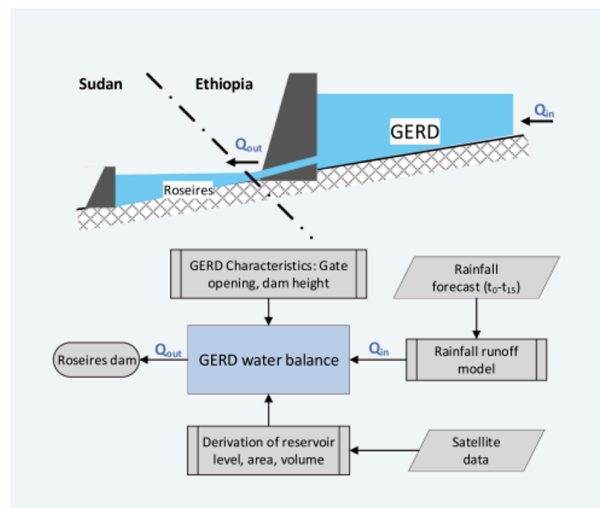 Sudan Ethiopia
Qout
GERD
Qin
Roseires
GERD Characteristics: Gate
opening, dam height
Rainfall
forecast (t0-t15)
Roseires dam
Qout
GERD water balance
Qin
Rainfall runoff
model
Derivation of reservoir
level, area, volume
Satellite
data